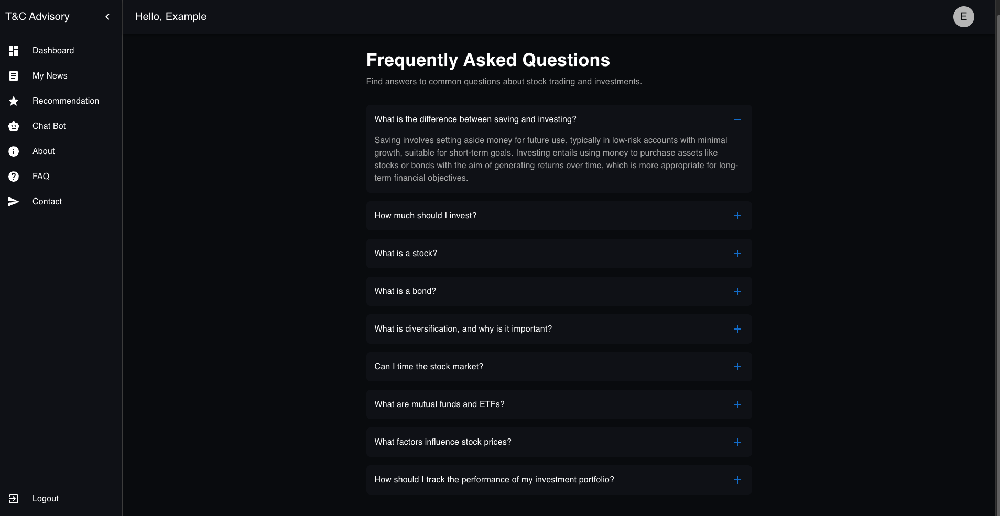 T&C Advisory
Hello, Example
E
Dashboard
My News
Recommendation
Chat Bot
About
FAQ
Contact
Logout
Frequently Asked Questions
Find answers to common questions about stock trading and investments.
What is the difference between saving and investing?
Saving involves setting aside money for future use, typically in low-risk accounts with minimal
growth, suitable for short-term goals. Investing entails using money to purchase assets like
stocks or bonds with the aim of generating returns over time, which is more appropriate for long-
term financial objectives.
How much should I invest?
What is a stock?
What is a bond?
What is diversification, and why is it important?
Can I time the stock market?
What are mutual funds and ETFs?
What factors influence stock prices?
How should I track the performance of my investment portfolio?